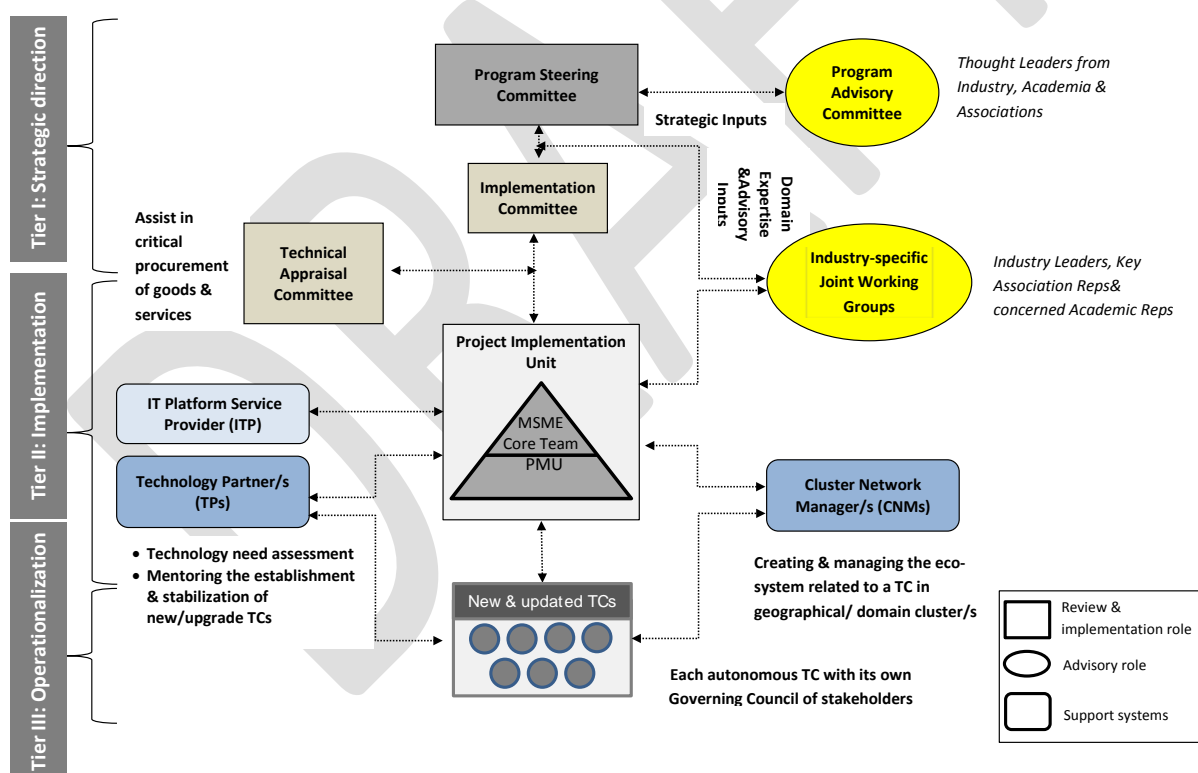 DRAFT
Tier I: Strategic direction
Tier II: Implementation
Tier III: Operationalization
Program Steering
Committee
Program
Advisory
Committee
Thought Leaders from
Industry, Academia &
Associations
Strategic Inputs
Implementation
Committee
Domain
Expertise
&Advisory
Inputs
Assist in
critical
procurement
of goods &
services
Technical
Appraisal
Committee
Industry-specific
Joint Working
Groups
Industry Leaders, Key
Association Reps&
concerned Academic Reps
Project Implementation
Unit
MSME
Core Team
PMU
IT Platform Service
Provider (ITP)
Technology Partner/s
(TPs)
Cluster Network
Manager/s (CNMs)
• Technology need assessment
• Mentoring the establishment
& stabilization of
new/upgrade TCs
Creating & managing the eco-
system related to a TC in
geographical/ domain cluster/s
New & updated TCs
Each autonomous TC with its own
Governing Council of stakeholders
Review &
implementation role
Advisory role
Support systems